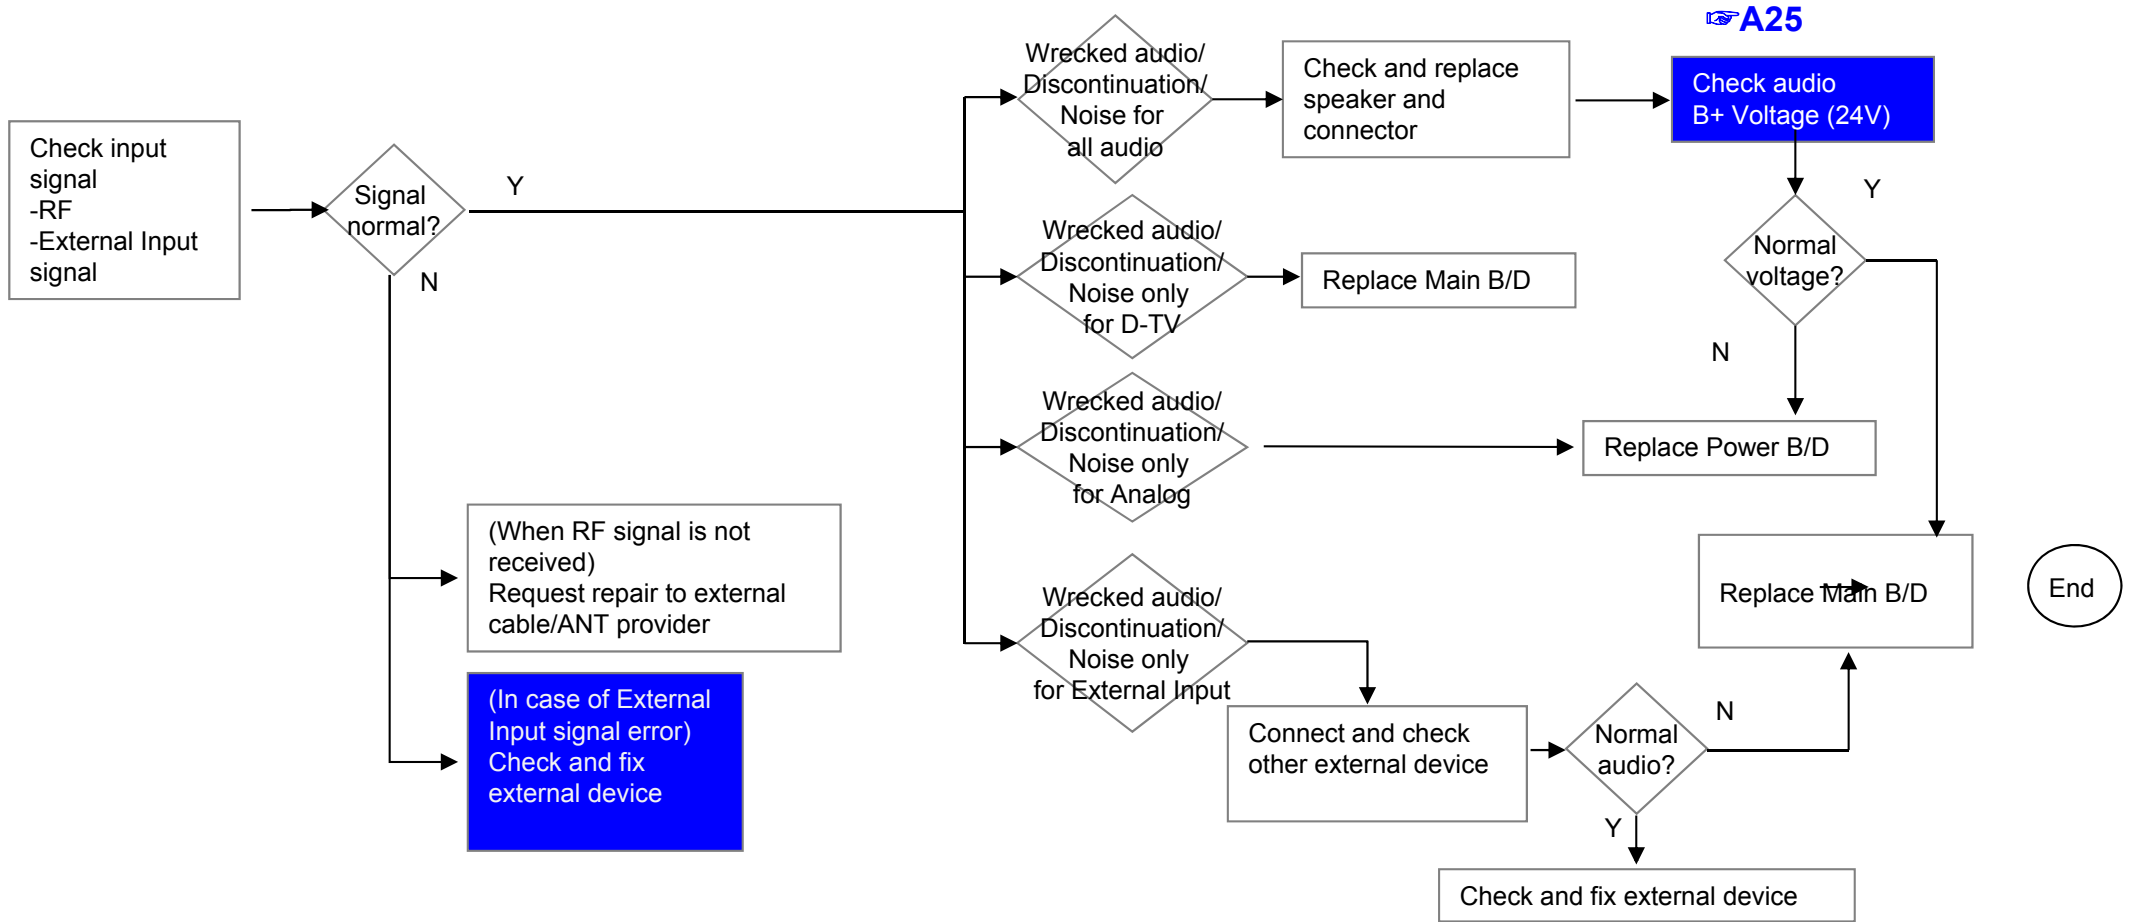 ☞A25
Check input
signal
-RF
-External Input
signal
Signal
normal?
Y
N
(When RF signal is not
received)
Request repair to external
cable/ANT provider
(In case of External
Input signal error)
Check and fix
external device
Wrecked audio/
Discontinuation/
Noise for
all audio
Check and replace
speaker and
connector
Check audio
B+ Voltage (24V)
Normal
voltage?
Y
N
Wrecked audio/
Discontinuation/
Noise only
for D-TV
Replace Main B/D
Wrecked audio/
Discontinuation/
Noise only
for Analog
Replace Power B/D
Wrecked audio/
Discontinuation/
Noise only
for External Input
Connect and check
other external device
Normal
audio?
N
Y
Replace Main B/D
End
Check and fix external device